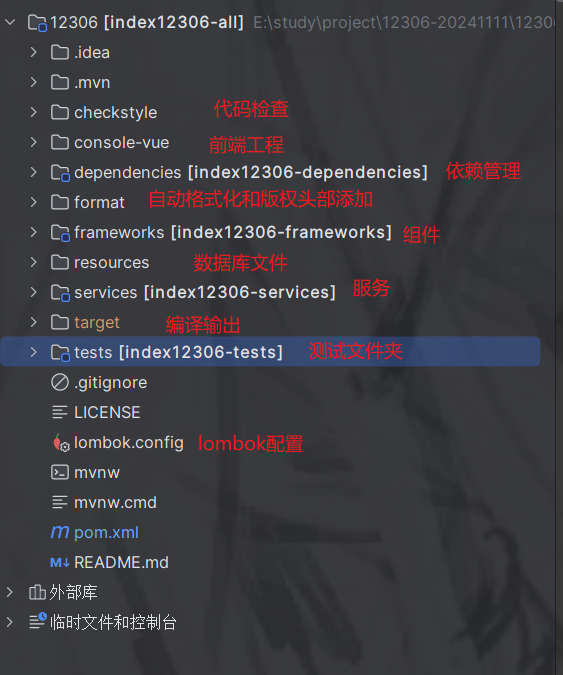 12306 [index12306-all] E:\study\project\12306-20241111\1230
.idea
.mvn
checkstyle 代码检查
console-vue 前端工程
dependencies [index12306-dependencies] 依赖管理
format 自动格式化和版权头部添加
frameworks [index12306-frameworks] 组件
resources 数据库文件
services [index12306-services] 服务
target 编译输出
tests [index12306-tests] 测试文件夹
.gitignore
LICENSE
lombok.config lombok配置
mvnw
mvnw.cmd
m pom.xml
M↓ README.md
外部库
临时文件和控制台